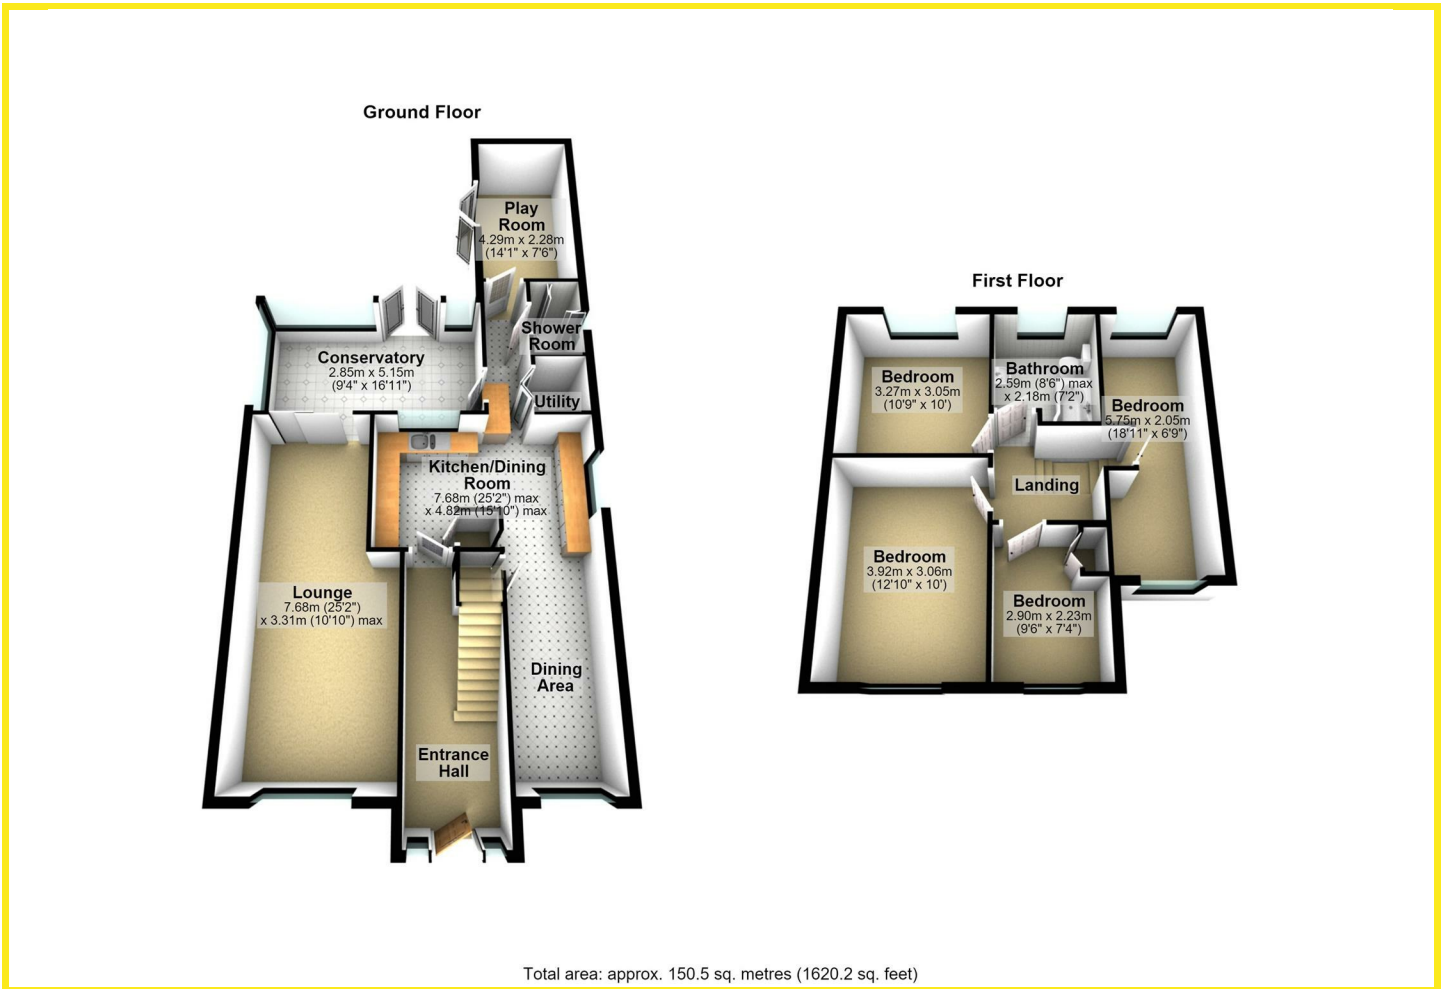 Ground Floor
Play
Room
4.29m x 2.28m
(14'1" x 7'6")
Shower
Room
Conservatory
2.85m x 5.15m
(9'4" x 16'11")
Utility
Kitchen/Dining
Room
7.68m (25'2") max
x 4.82m (15'10") max
Lounge
7.68m (25'2")
x 3.31m (10'10") max
Dining
Area
Entrance
Hall
First Floor
Bedroom
3.27m x 3.05m
(10'9" x 10')
Bathroom
2.59m (8'6") max
x 2.18m (7'2")
Bedroom
5.75m x 2.05m
(18'11" x 6'9")
Landing
Bedroom
3.92m x 3.06m
(12'10" x 10')
Bedroom
2.90m x 2.23m
(9'6" x 7'4")
Total area: approx. 150.5 sq. metres (1620.2 sq. feet)